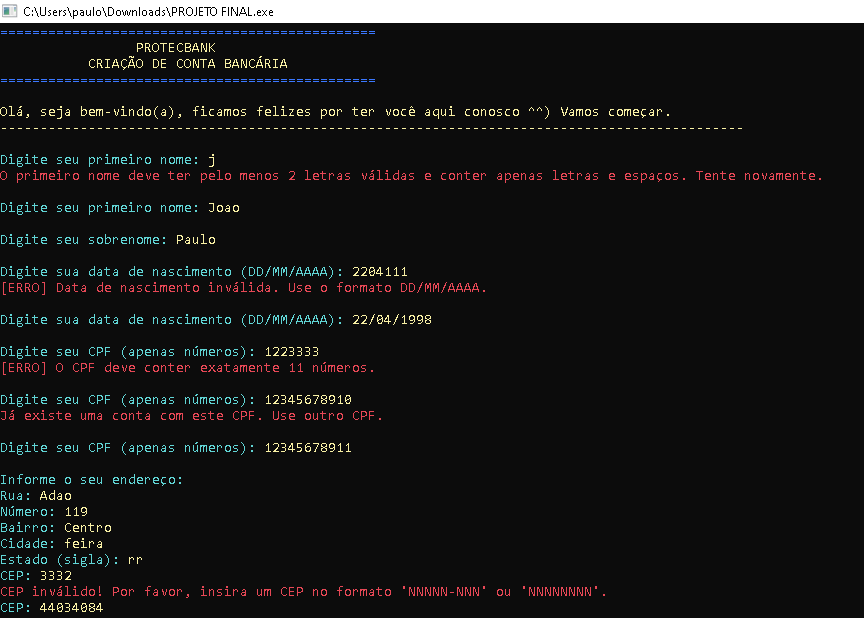 C:\Users\paulo\Downloads\PROJETO FINAL.exe
===============================================
PROTECBANK
CRIAÇÃO DE CONTA BANCÁRIA
===============================================
Olá, seja bem-vindo(a), ficamos felizes por ter você aqui conosco ^^) Vamos começar.
---------------------------------------------------------------------------------------------
Digite seu primeiro nome: j
O primeiro nome deve ter pelo menos 2 letras válidas e conter apenas letras e espaços. Tente novamente.
Digite seu primeiro nome: Joao
Digite seu sobrenome: Paulo
Digite sua data de nascimento (DD/MM/AAAA): 2204111
[ERRO] Data de nascimento inválida. Use o formato DD/MM/AAAA.
Digite sua data de nascimento (DD/MM/AAAA): 22/04/1998
Digite seu CPF (apenas números): 1223333
[ERRO] O CPF deve conter exatamente 11 números.
Digite seu CPF (apenas números): 12345678910
Já existe uma conta com este CPF. Use outro CPF.
Digite seu CPF (apenas números): 12345678911
Informe o seu endereço:
Rua: Adao
Número: 119
Bairro: Centro
Cidade: feira
Estado (sigla): rr
CEP: 3332
CEP inválido! Por favor, insira um CEP no formato 'NNNNN-NNN' ou 'NNNNNNNN'.
CEP: 44034084